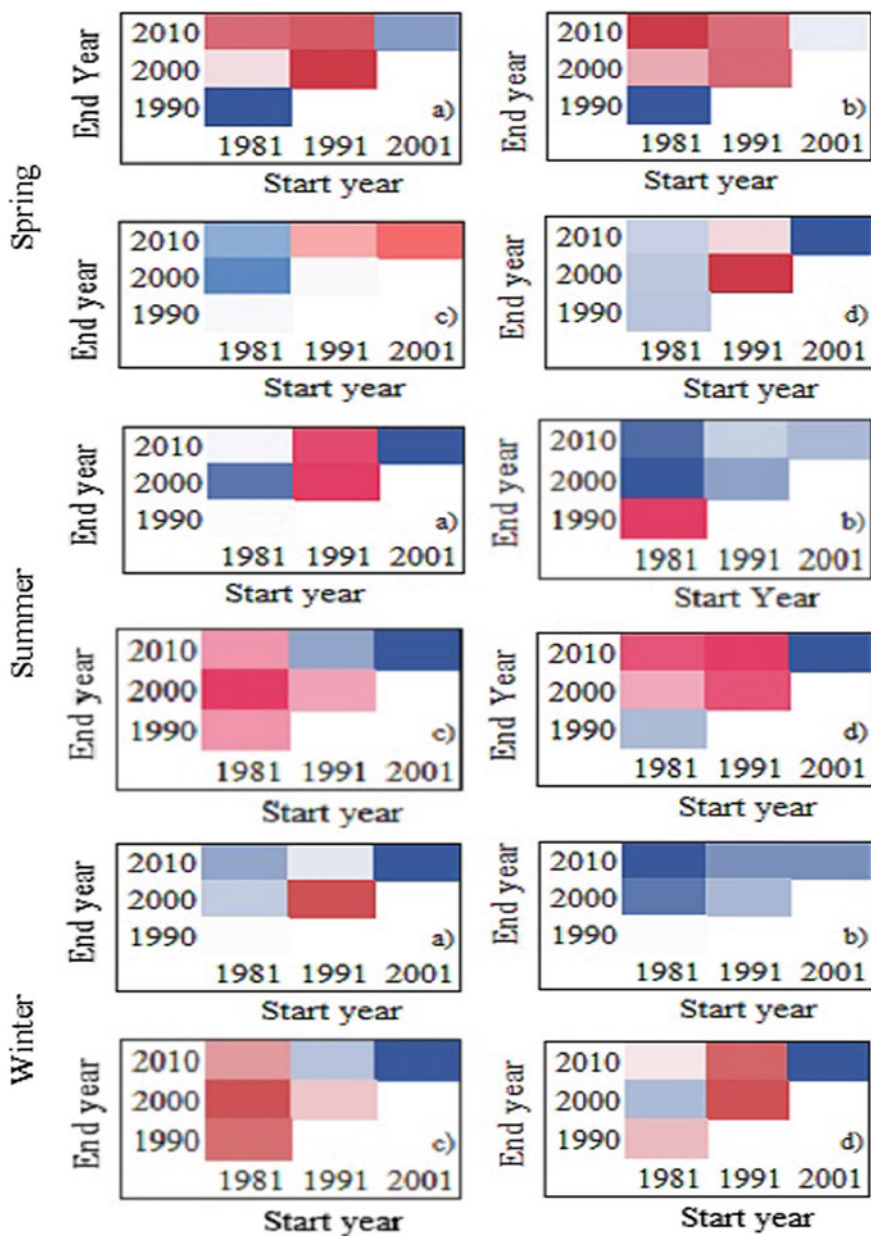 Spring
End Year
2010
2000
1990
a)
1981 1991 2001
Start year
End year
2010
2000
1990
b)
1981 1991 2001
Start year
End year
2010
2000
1990
c)
1981 1991 2001
Start year
End year
2010
2000
1990
d)
1981 1991 2001
Start year
Summer
End year
2010
2000
1990
a)
1981 1991 2001
Start year
End year
2010
2000
1990
b)
1981 1991 2001
Start Year
End year
2010
2000
1990
c)
1981 1991 2001
Start year
End Year
2010
2000
1990
d)
1981 1991 2001
Start year
Winter
End year
2010
2000
1990
a)
1981 1991 2001
Start year
End year
2010
2000
1990
b)
1981 1991 2001
Start year
End year
2010
2000
1990
c)
1981 1991 2001
Start year
End year
2010
2000
1990
d)
1981 1991 2001
Start year